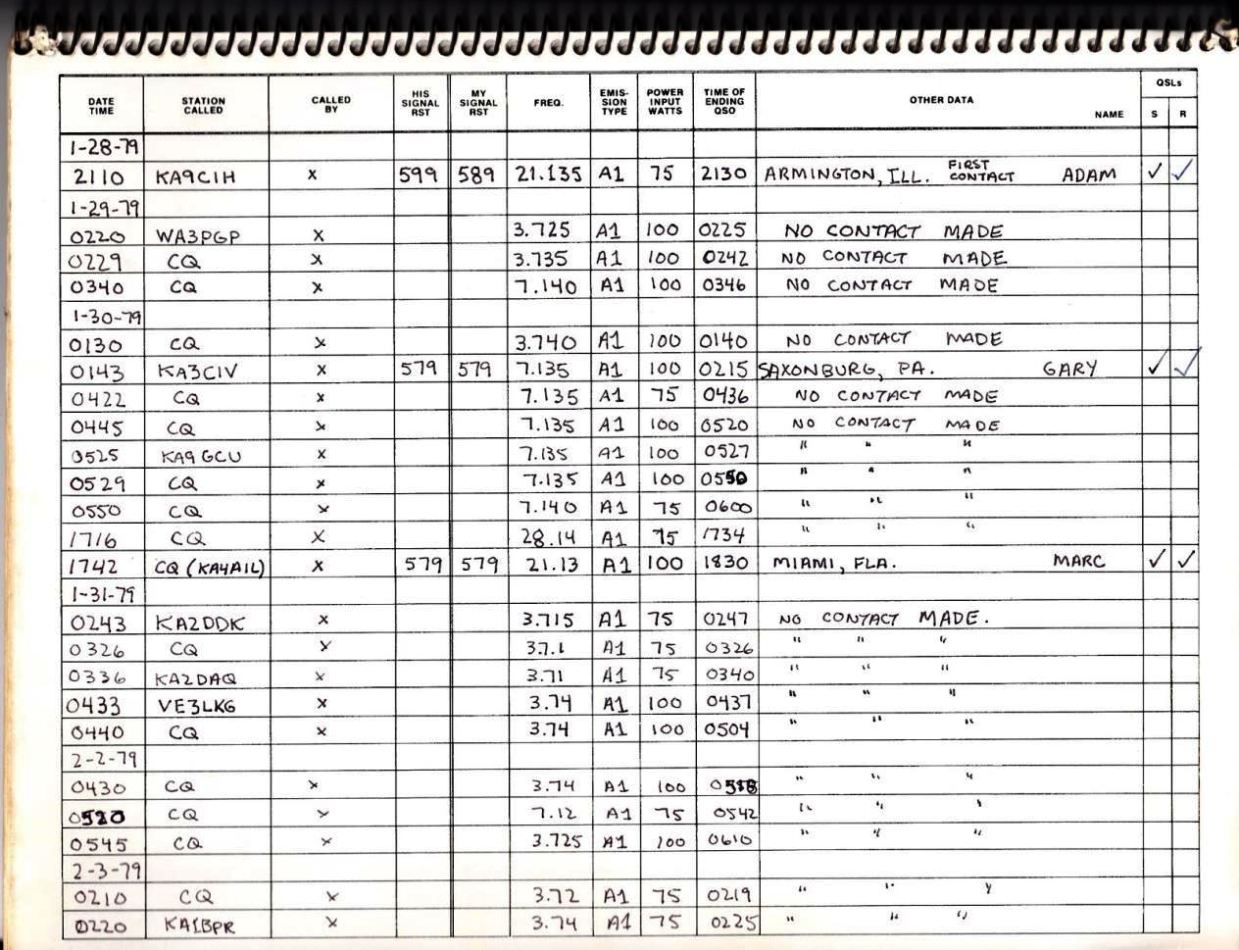 DATE TIME STATION CALLED CALLED BY HIS SIGNAL RST MY SIGNAL RST FREQ. EMIS- SION TYPE POWER INPUT WATTS TIME OF ENDING QSO OTHER DATA NAME QSLs S R
1-28-79
2110 KA9CIH x 599 589 21.135 A1 75 2130 ARMINGTON, ILL. FIRST CONTACT ADAM ✓ ✓
1-29-79
0220 WA3PGP x 3.725 A1 100 0225 NO CONTACT MADE
0229 CQ x 3.735 A1 100 0242 NO CONTACT MADE
0340 CQ x 7.140 A1 100 0346 NO CONTACT MADE
1-30-79
0130 CQ x 3.740 A1 100 0140 NO CONTACT MADE
0143 KA3CIV x 579 579 7.135 A1 100 0215 SAXONBURG, PA. GARY ✓ ✓
0422 CQ x 7.135 A1 75 0436 NO CONTACT MADE
0445 CQ x 7.135 A1 100 0520 NO CONTACT MADE
0525 KA9GCU x 7.135 A1 100 0527 " " "
0529 CQ x 7.135 A1 100 0550 " " "
0550 CQ x 7.140 A1 75 0600 " " "
1716 CQ x 28.14 A1 75 1734 " " "
1742 CQ (KA4AIL) x 579 579 21.13 A1 100 1830 MIAMI, FLA. MARC ✓ ✓
1-31-79
0243 KA2DDK x 3.715 A1 75 0247 NO CONTACT MADE.
0326 CQ x 3.7.1 A1 75 0326 " " "
0336 KA2DAQ x 3.71 A1 75 0340 " " "
0433 VE3LKG x 3.74 A1 100 0437 " " "
0440 CQ x 3.74 A1 100 0504 " " "
2-2-79
0430 CQ x 3.74 A1 100 " " "
0520 CQ x 7.12 A1 75 0542 " " "
0545 CQ x 3.725 A1 100 0610 " " "
2-3-79
0210 CQ x 3.72 A1 75 0219 " " "
0220 KA1BPR x 3.74 A1 75 0225 " " "